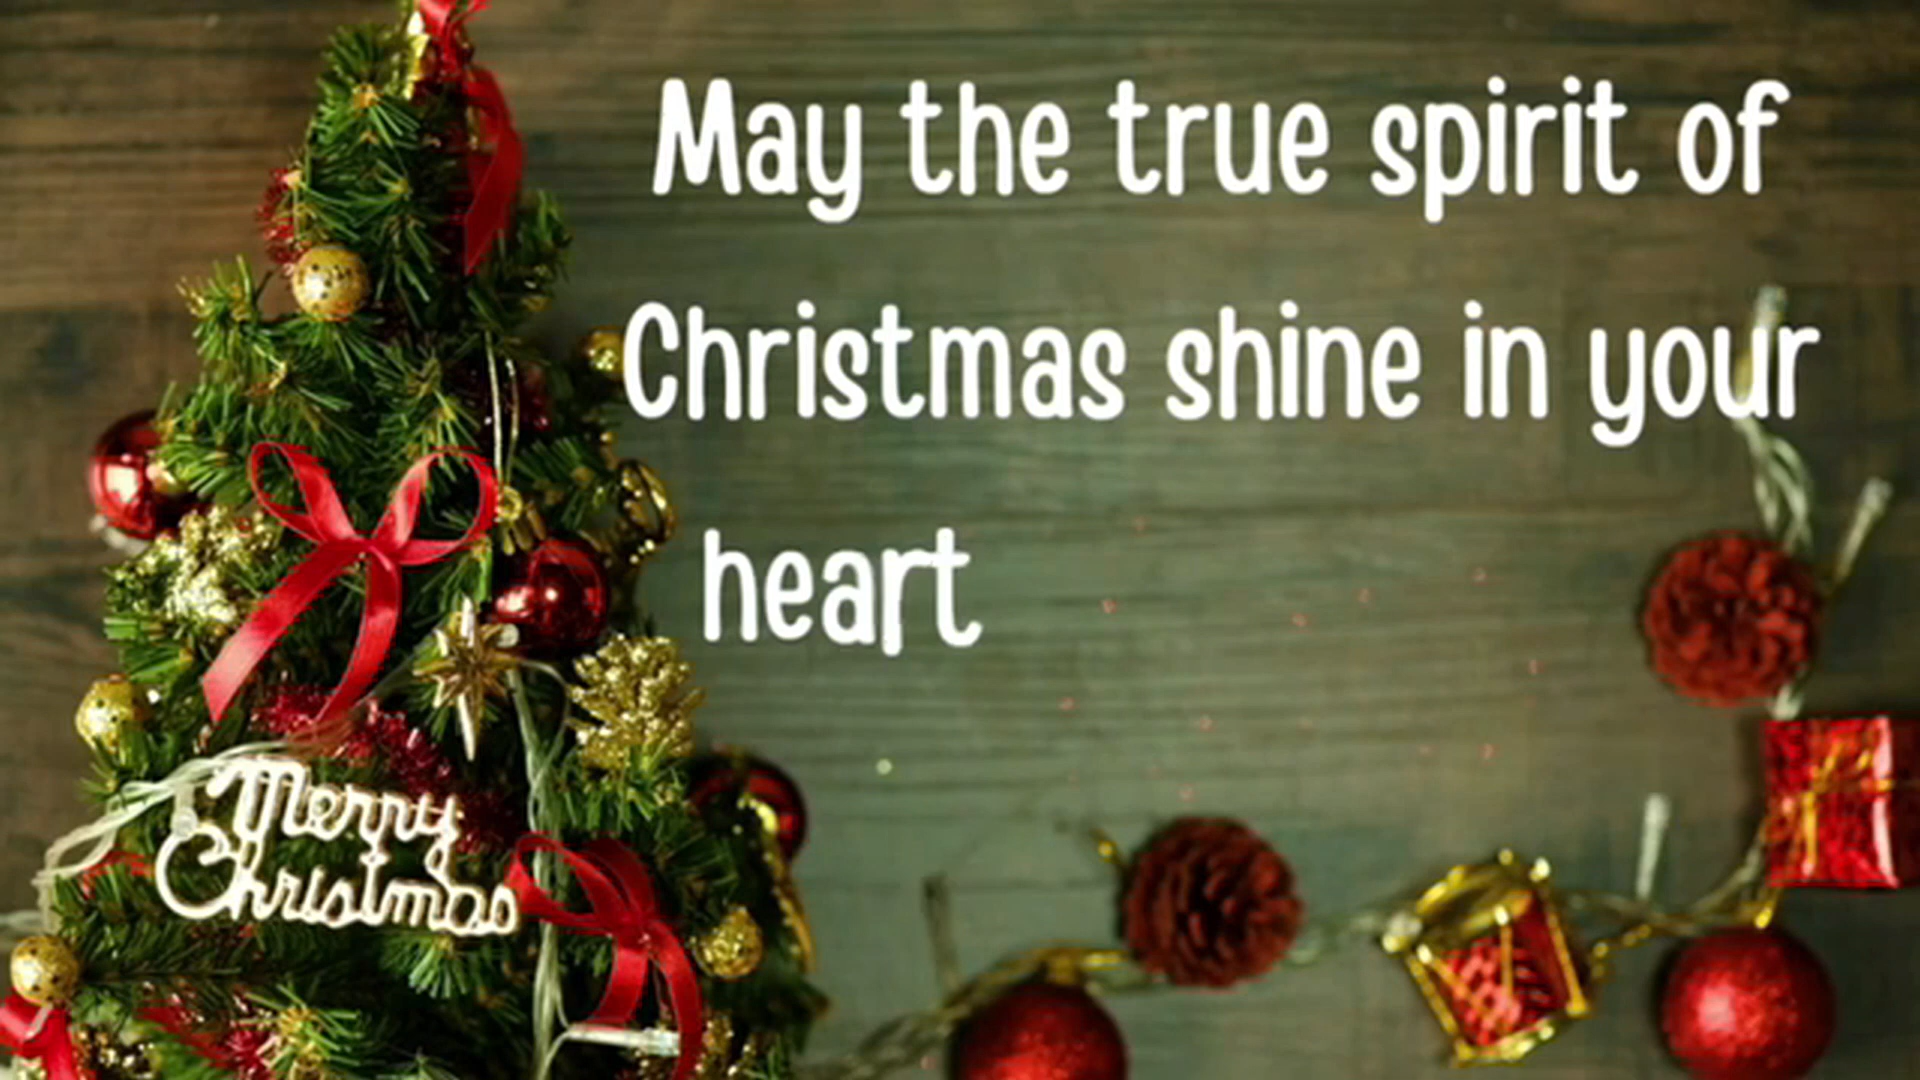 May the true spirit of
Christmas shine in your
heart
Merry
Christmas